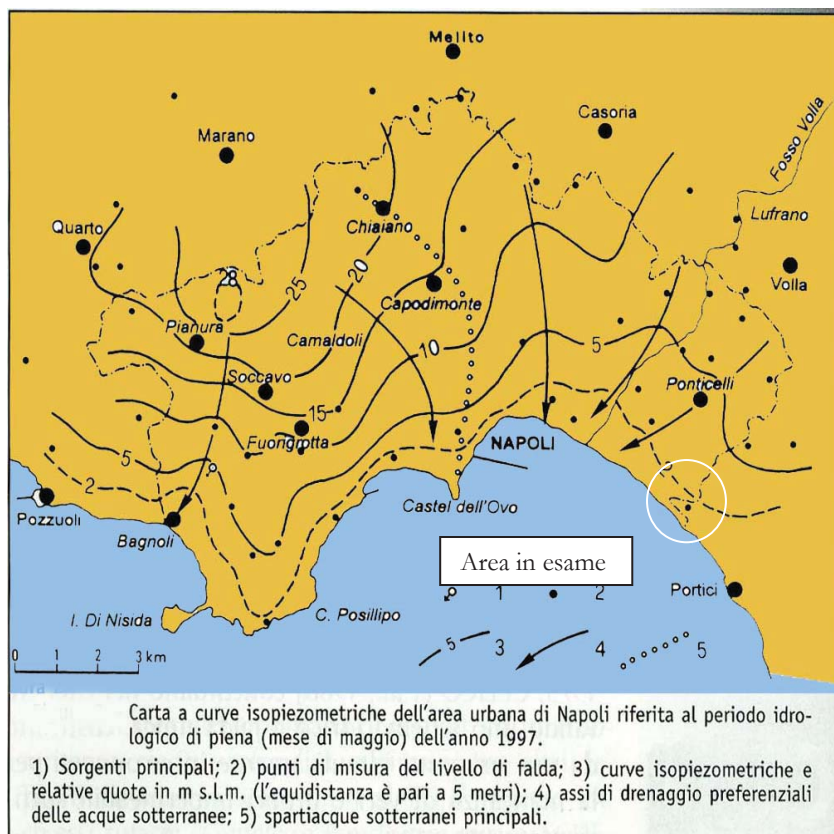 Melito
Casoria
Marano
Fosso Volla
Lufrano
Quarto
Chiaiano
Volla
28
25
20
Capodimonte
Pianura
Camaldoli
10
5
Soccavo
Ponticelli
15
Fuorigrotta
NAPOLI
5
2
Castel dell'Ovo
Pozzuoli
Bagnoli
Area in esame
1 2
Portici
I. Di Nisida
C. Posillipo
5 3 4 5
0 1 2 3 km
Carta a curve isopiezometriche dell'area urbana di Napoli riferita al periodo idro-
logico di piena (mese di maggio) dell'anno 1997.
1) Sorgenti principali; 2) punti di misura del livello di falda; 3) curve isopiezometriche e
relative quote in m s.l.m. (l'equidistanza è pari a 5 metri); 4) assi di drenaggio preferenziali
delle acque sotterranee; 5) spartiacque sotterranei principali.